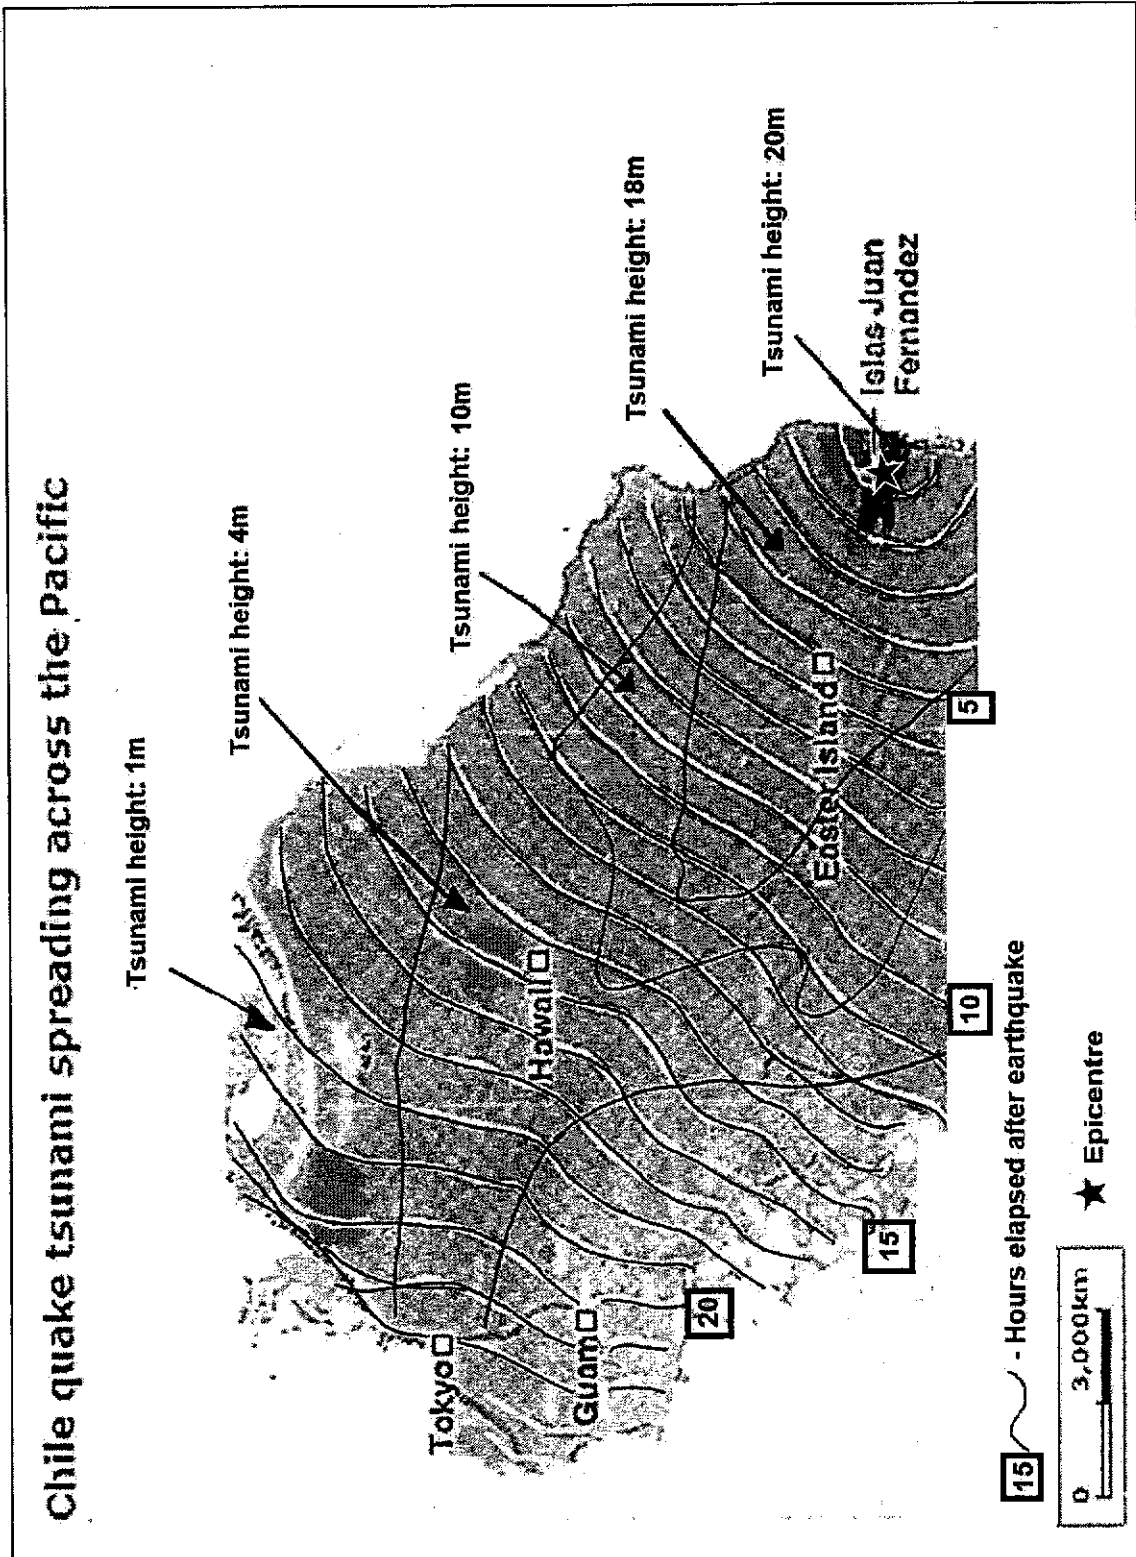 Chile quake tsunami spreading across the Pacific
Tsunami height: 1m
Tsunami height: 4m
Tsunami height: 10m
Tsunami height: 18m
Tsunami height: 20m
Tokyo
Guam
Hawaii
Easter Island
Islas Juan
Fernandez
20
15
10
5
15 - Hours elapsed after earthquake
0 3,000km
Epicentre